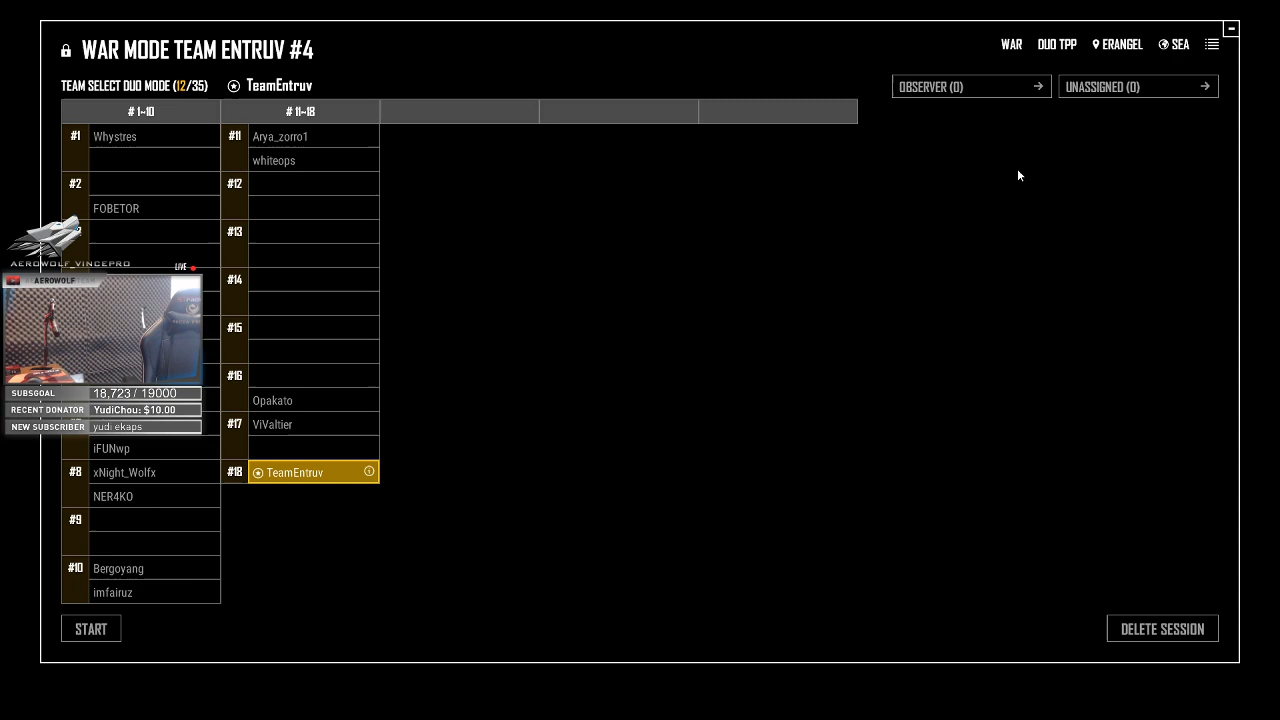 WAR MODE TEAM ENTRUV #4
WAR DUO TPP ERANGEL SEA
TEAM SELECT DUO MODE (12/35) TeamEntruv
OBSERVER (0) UNASSIGNED (0)
# 1~10 # 11~18
#1 Whystres #11 Arya_zorro1
whiteops
#2 #12
FOBETOR
#13
AEROWOLF_VINCEPRO
LIVE
AEROWOLF
#14
#15
#16
SUBSGOAL 18,723 / 19000
Opakato
RECENT DONATOR YudiChou: $10.00
NEW SUBSCRIBER yudi ekaps
#17 ViValtier
iFUNwp
#8 xNight_Wolfx #18 TeamEntruv
NER4KO
#9
#10 Bergoyang
imfairuz
START DELETE SESSION